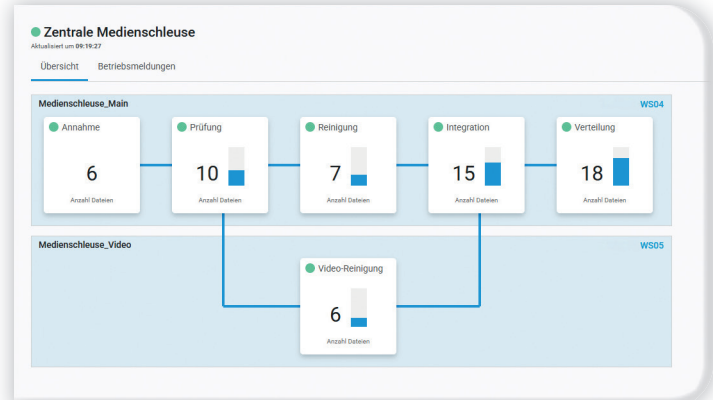 Zentrale Medienschleuse
Aktualisiert um 09:19:27
Übersicht Betriebsmeldungen
Medienschleuse_Main WS04
Annahme
6
Anzahl Dateien
Prüfung
10
Anzahl Dateien
Reinigung
7
Anzahl Dateien
Integration
15
Anzahl Dateien
Verteilung
18
Anzahl Dateien
Medienschleuse_Video WS05
Video-Reinigung
6
Anzahl Dateien